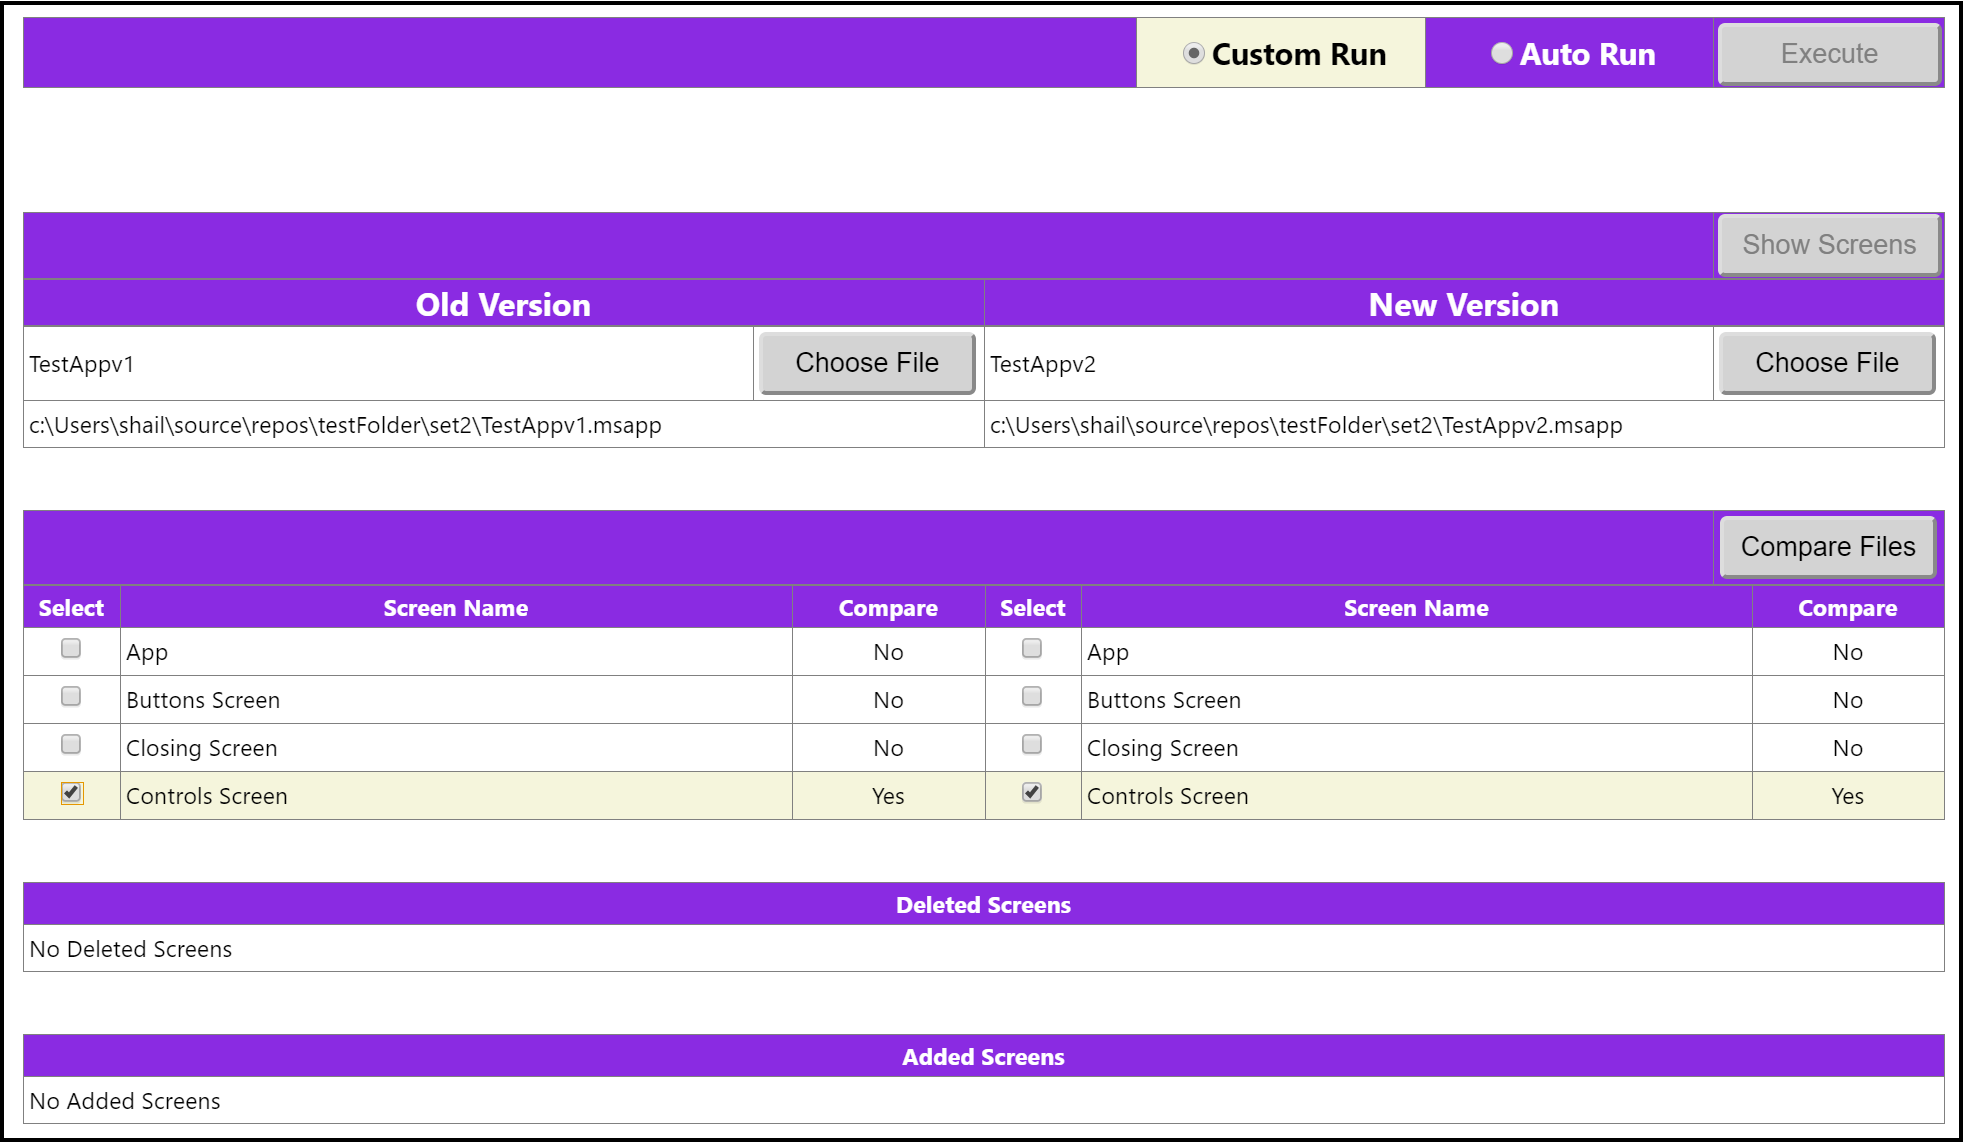 Custom Run Auto Run Execute
Show Screens
Old Version New Version
TestAppv1 Choose File TestAppv2 Choose File
c:\Users\shail\source\repos\testFolder\set2\TestAppv1.msapp c:\Users\shail\source\repos\testFolder\set2\TestAppv2.msapp
Compare Files
Select Screen Name Compare Select Screen Name Compare
App No App No
Buttons Screen No Buttons Screen No
Closing Screen No Closing Screen No
Controls Screen Yes Controls Screen Yes
Deleted Screens
No Deleted Screens
Added Screens
No Added Screens